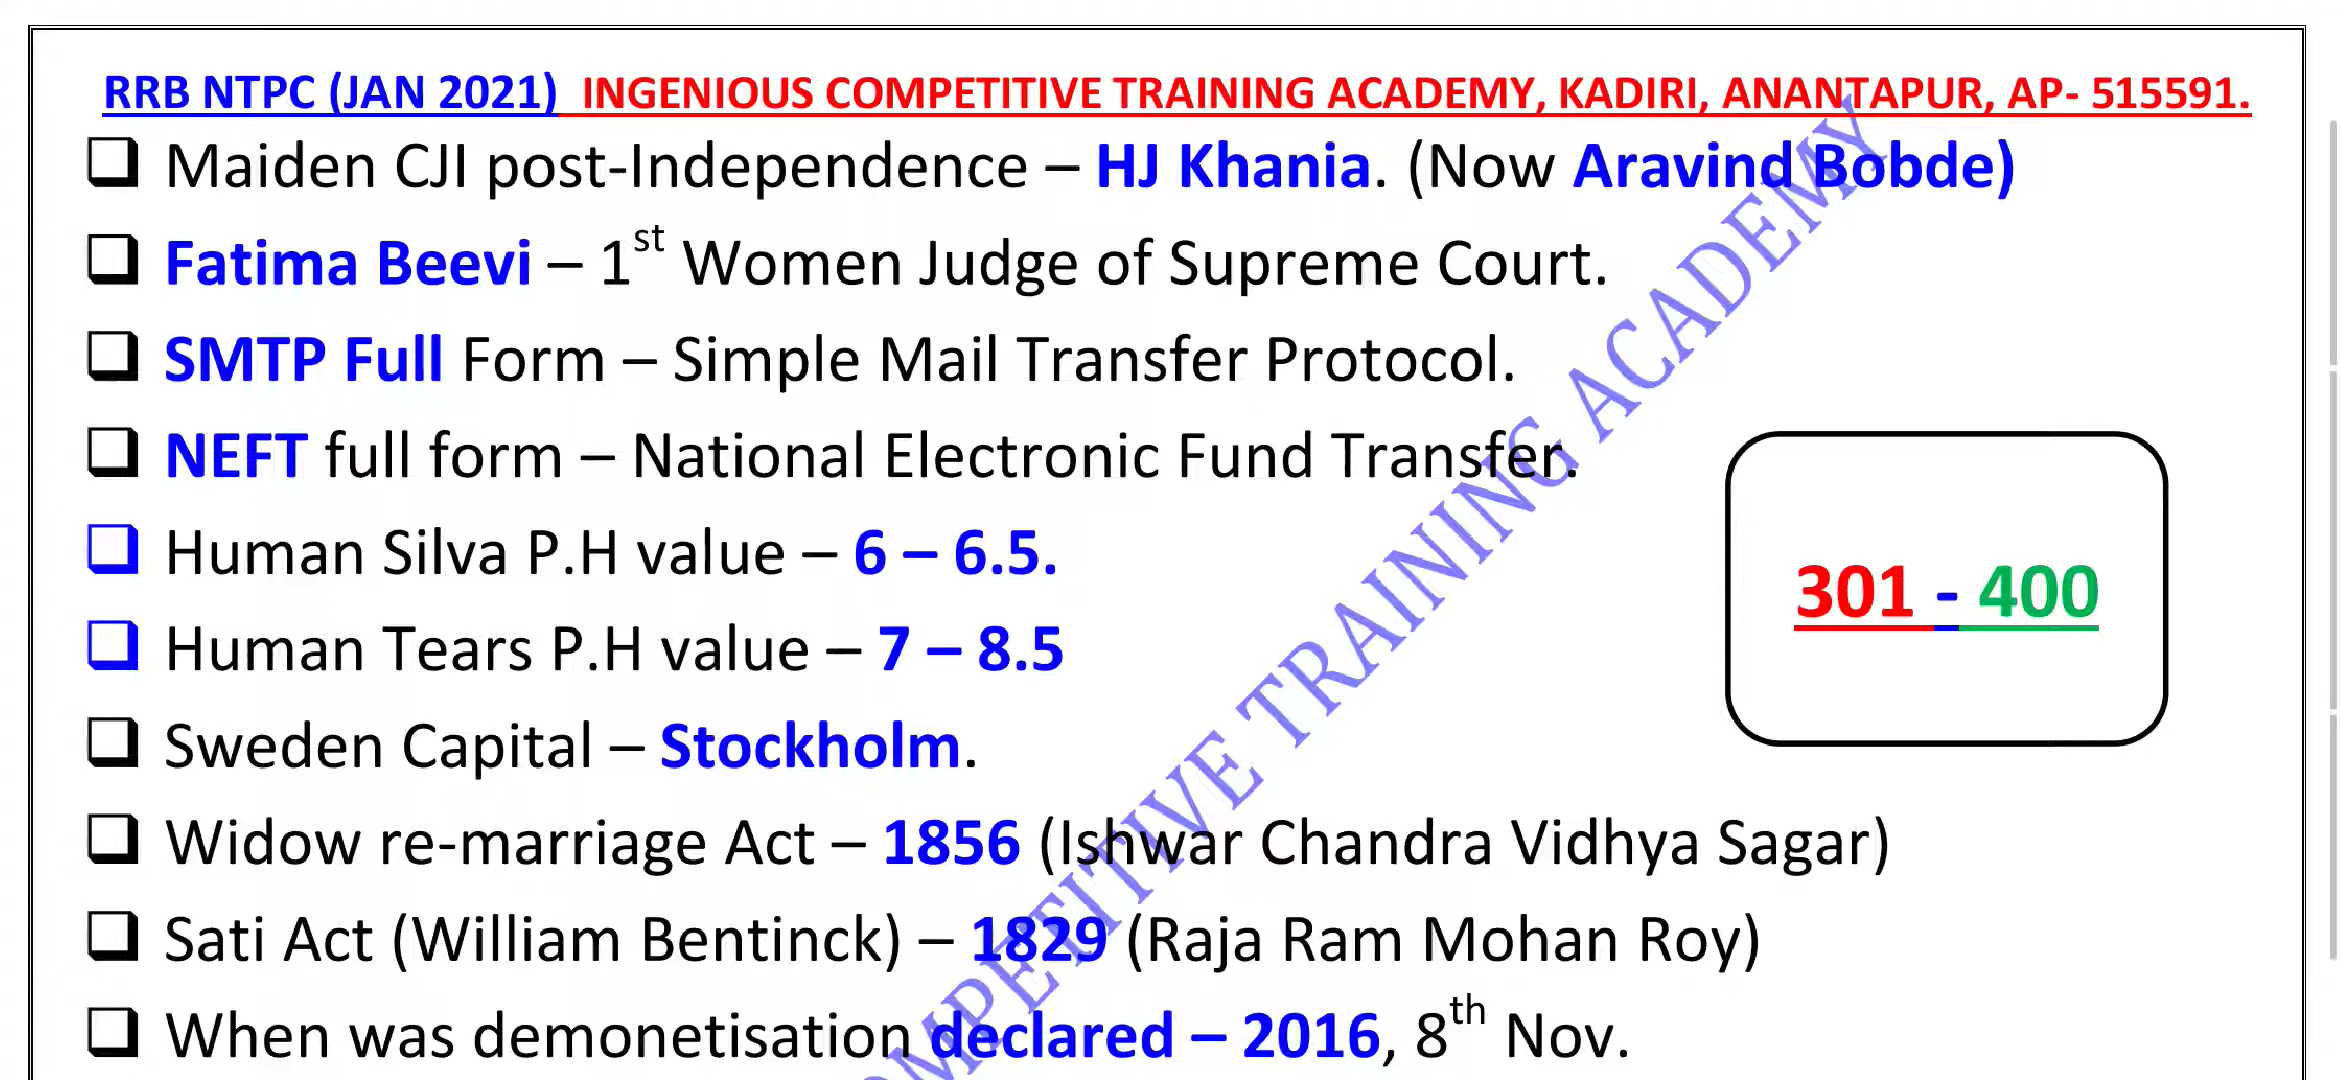 RRB NTPC (JAN 2021) INGENIOUS COMPETITIVE TRAINING ACADEMY, KADIRI, ANANTAPUR, AP- 515591.
Maiden CJI post-Independence – HJ Khania. (Now Aravind Bobde)
Fatima Beevi – 1st Women Judge of Supreme Court.
SMTP Full Form – Simple Mail Transfer Protocol.
NEFT full form – National Electronic Fund Transfer.
Human Silva P.H value – 6 – 6.5.
Human Tears P.H value – 7 – 8.5
Sweden Capital – Stockholm.
Widow re-marriage Act – 1856 (Ishwar Chandra Vidhya Sagar)
Sati Act (William Bentinck) – 1829 (Raja Ram Mohan Roy)
When was demonetisation declared – 2016, 8th Nov.
301 - 400
OMPETITIVE TRAINING ACADEMY